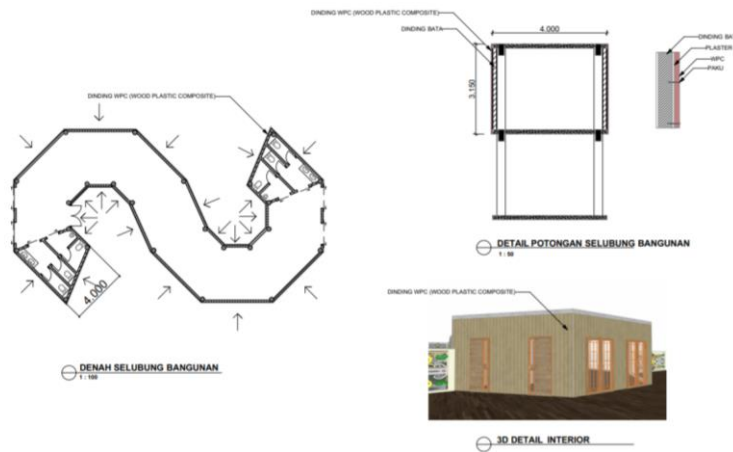 DINDING WPC (WOOD PLASTIC COMPOSITE)
4.000
DENAH SELUBUNG BANGUNAN
1 : 100
DINDING WPC (WOOD PLASTIC COMPOSITE)
DINDING BATA
4.000
3.150
DINDING BA
PLASTER
WPC
PAKU
DETAIL POTONGAN SELUBUNG BANGUNAN
1 : 50
DINDING WPC (WOOD PLASTIC COMPOSITE)
3D DETAIL INTERIOR